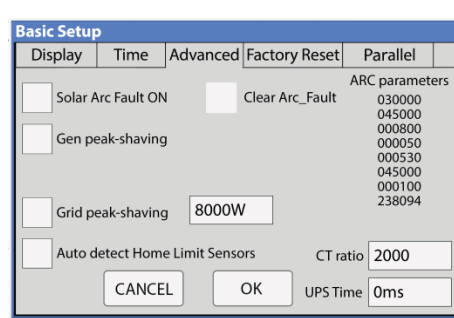 Basic Setup
Display Time Advanced Factory Reset Parallel
ARC parameters
Solar Arc Fault ON Clear Arc_Fault 030000
045000
000800
Gen peak-shaving 000050
000530
045000
000100
238094
Grid peak-shaving 8000W
Auto detect Home Limit Sensors CT ratio 2000
CANCEL OK UPS Time 0ms